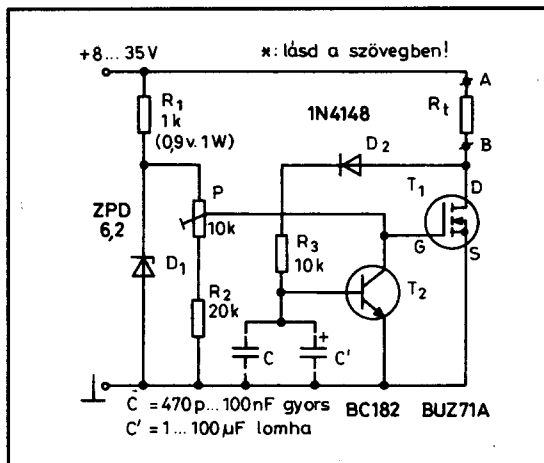 +8...35V
*: lásd a szövegben!
A
R₁
1k
(0,9 v. 1W)
1N4148
Rₜ
D₂
B
ZPD
6,2
P
10k
T₁
D
D₁
R₃
10k
G
S
R₂
20k
T₂
C
+
C'
C = 470p...100nF gyors
BC182
BUZ71A
C' = 1...100µF lomha